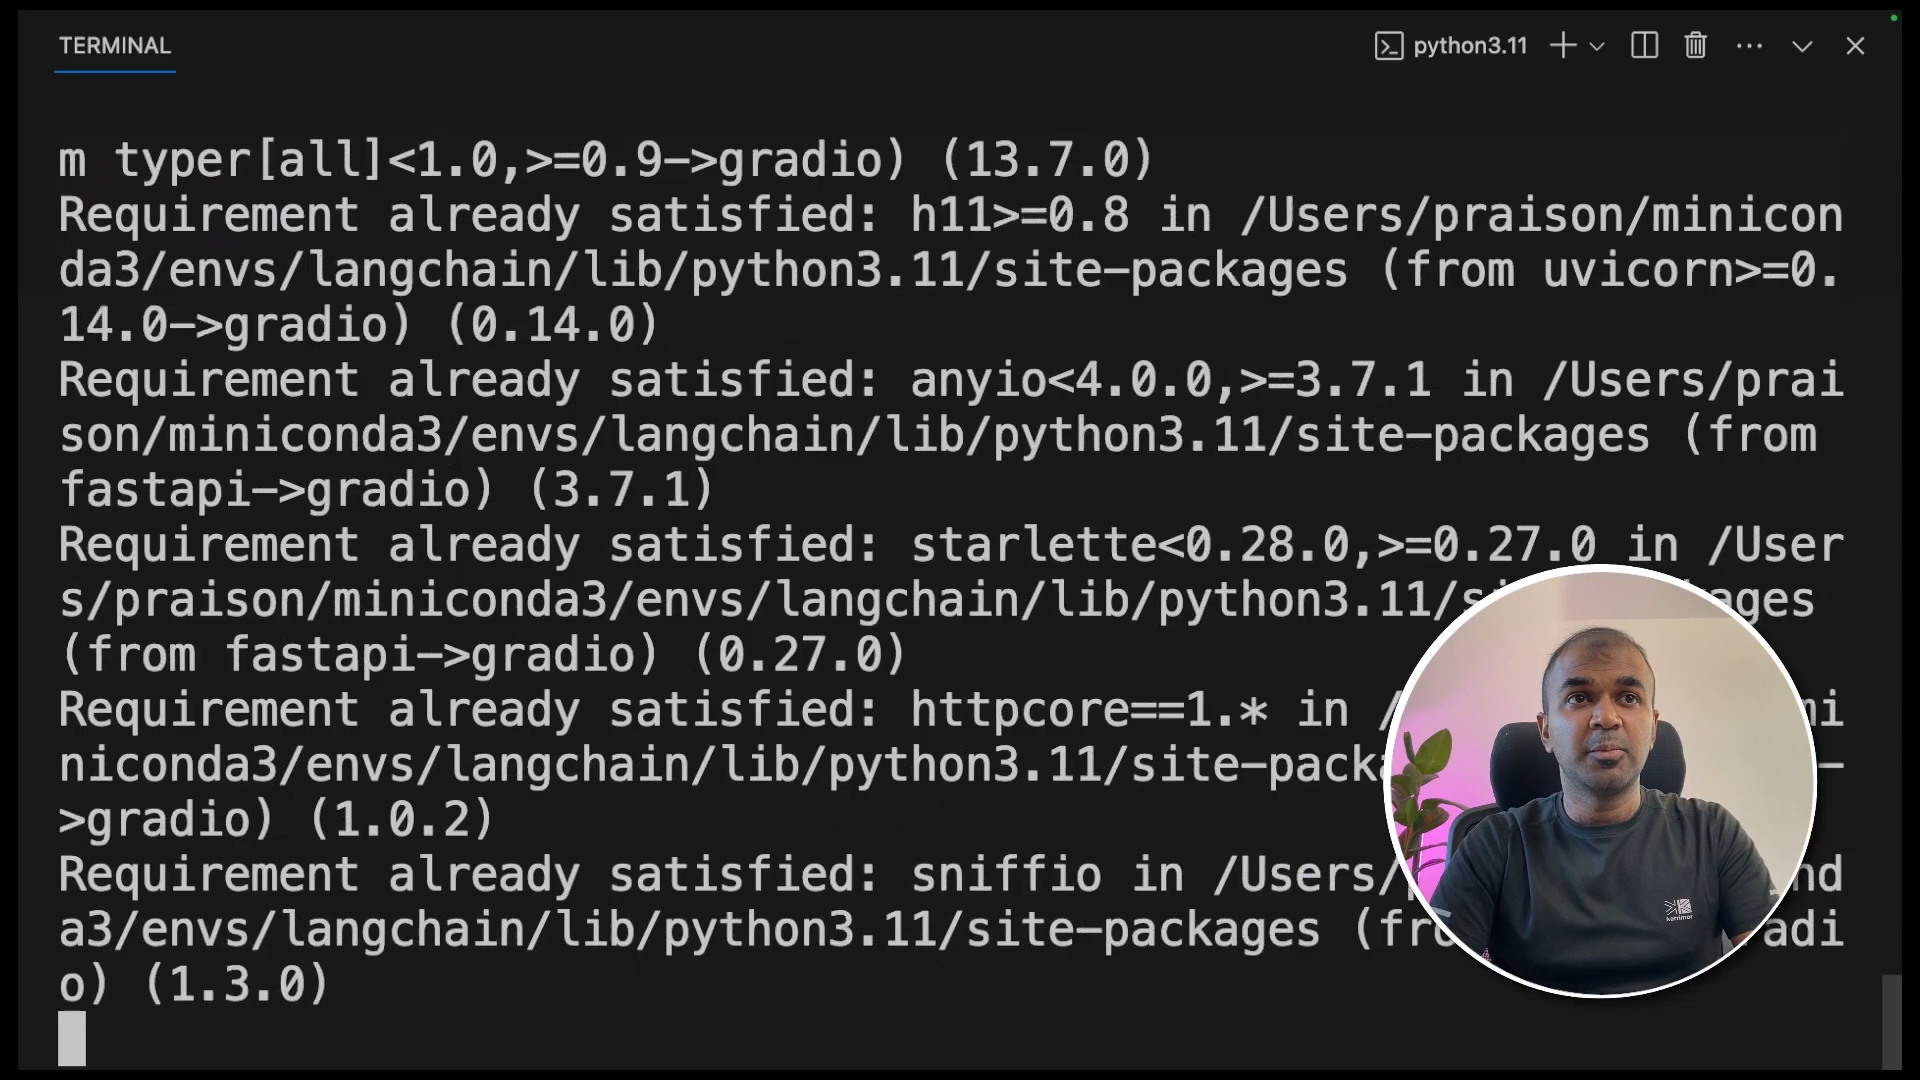 TERMINAL
python3.11
m typer[all]<1.0,>=0.9->gradio) (13.7.0)
Requirement already satisfied: h11>=0.8 in /Users/praison/minicon
da3/envs/langchain/lib/python3.11/site-packages (from uvicorn>=0.
14.0->gradio) (0.14.0)
Requirement already satisfied: anyio<4.0.0,>=3.7.1 in /Users/prai
son/miniconda3/envs/langchain/lib/python3.11/site-packages (from
fastapi->gradio) (3.7.1)
Requirement already satisfied: starlette<0.28.0,>=0.27.0 in /User
s/praison/miniconda3/envs/langchain/lib/python3.11/s ages
(from fastapi->gradio) (0.27.0)
Requirement already satisfied: httpcore==1.* in / mi
niconda3/envs/langchain/lib/python3.11/site-packa -
>gradio) (1.0.2)
Requirement already satisfied: sniffio in /Users/ nd
a3/envs/langchain/lib/python3.11/site-packages (fro adi
o) (1.3.0)
karrimor